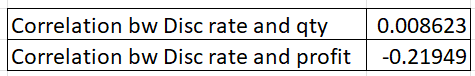 Correlation bw Disc rate and qty 0.008623
Correlation bw Disc rate and profit -0.21949